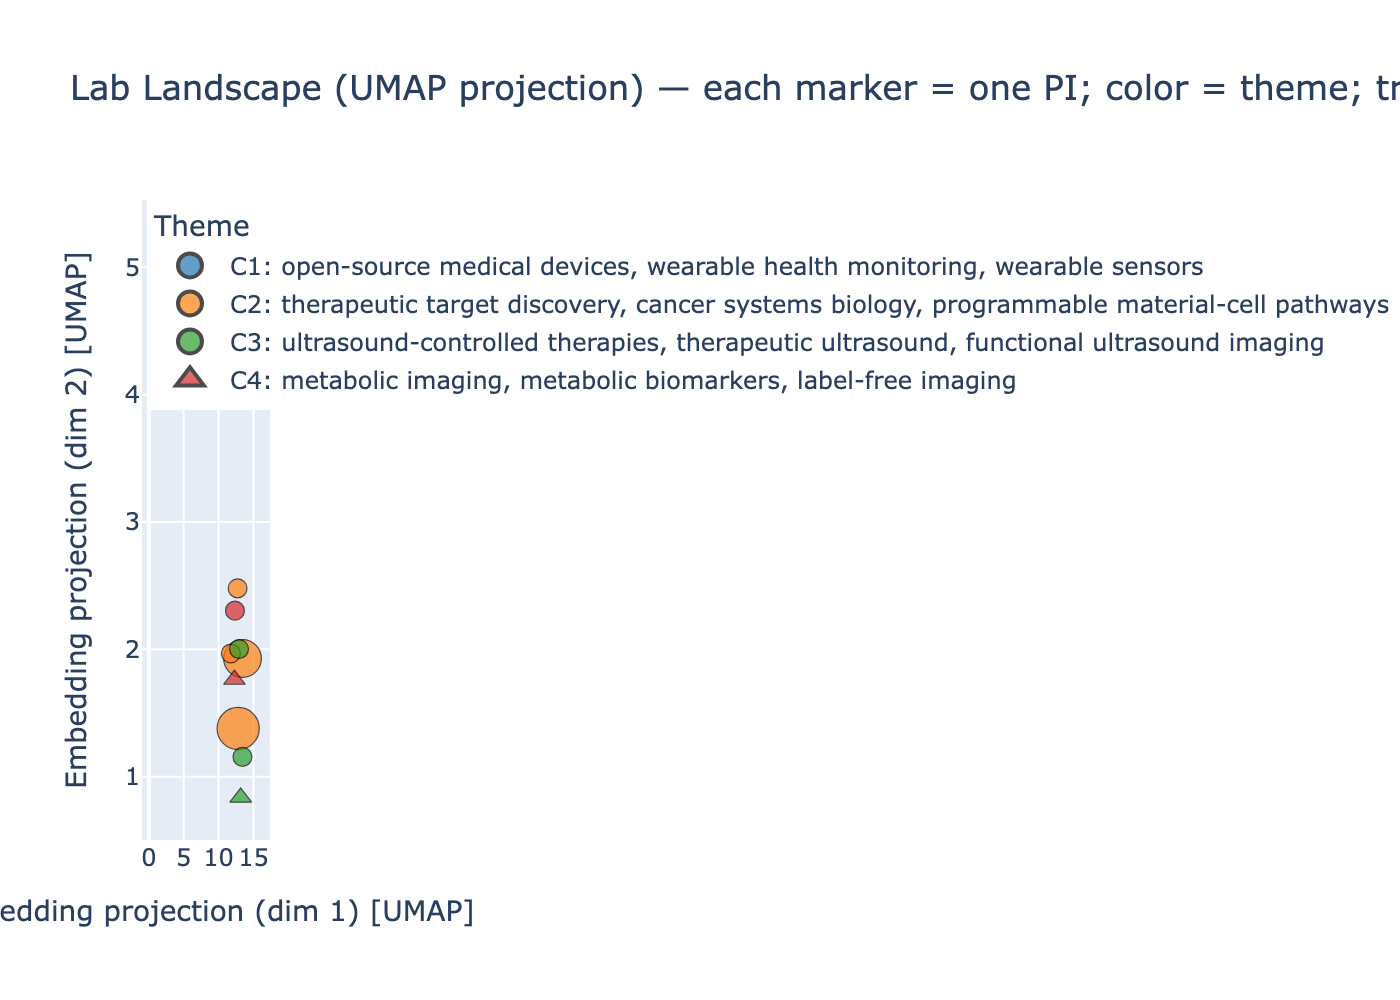 Lab Landscape (UMAP projection) — each marker = one PI; color = theme; tr
Theme
C1: open-source medical devices, wearable health monitoring, wearable sensors
C2: therapeutic target discovery, cancer systems biology, programmable material-cell pathways
C3: ultrasound-controlled therapies, therapeutic ultrasound, functional ultrasound imaging
C4: metabolic imaging, metabolic biomarkers, label-free imaging
Embedding projection (dim 2) [UMAP]
5
4
3
2
1
0 5 10 15
edding projection (dim 1) [UMAP]